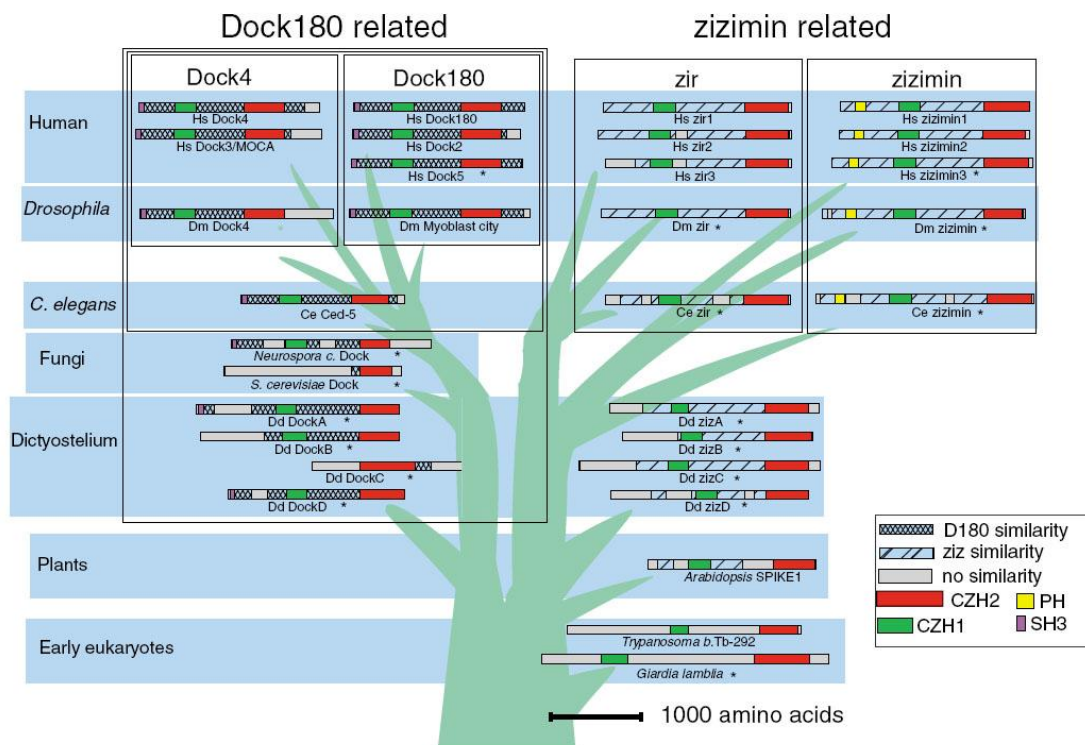 Dock180 related
zizimin related
Dock4
Dock180
zir
zizimin
Human
Hs Dock4
Hs Dock180
Hs zir1
Hs zizimin1
Hs Dock3/MOCA
Hs Dock2
Hs zir2
Hs zizimin2
Hs Dock5 *
Hs zir3
Hs zizimin3 *
Drosophila
Dm Dock4
Dm Myoblast city
Dm zir *
Dm zizimin *
C. elegans
Ce Ced-5
Ce zir *
Ce zizimin *
Fungi
Neurospora c. Dock *
S. cerevisiae Dock *
Dictyostelium
Dd DockA *
Dd zizA *
Dd DockB *
Dd zizB *
Dd DockC *
Dd zizC *
Dd DockD *
Dd zizD *
Plants
Arabidopsis SPIKE1
Early eukaryotes
Trypanosoma b.Tb-292
Giardia lamblia *
1000 amino acids
D180 similarity
ziz similarity
no similarity
CZH2
PH
CZH1
SH3